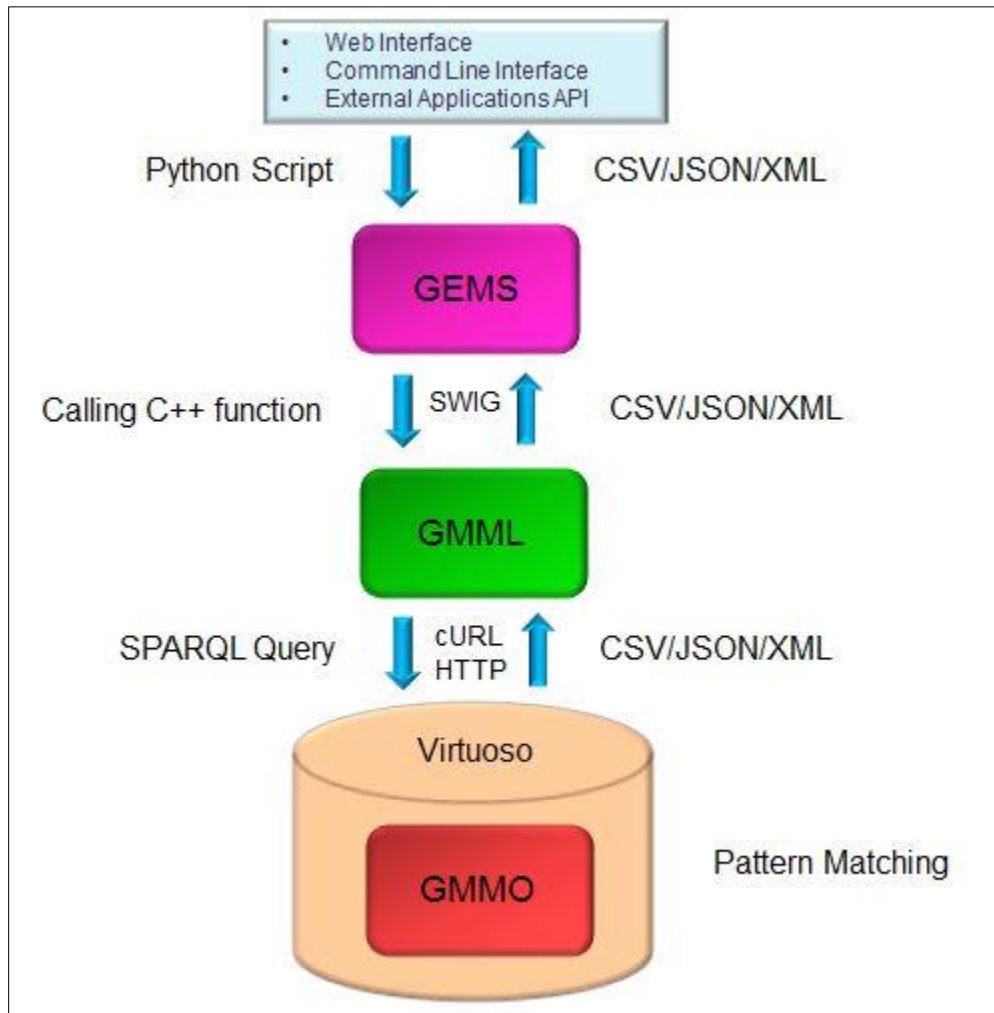 • Web Interface
• Command Line Interface
• External Applications API
Python Script
CSV/JSON/XML
GEMS
Calling C++ function
SWIG
CSV/JSON/XML
GMML
SPARQL Query
cURL
HTTP
CSV/JSON/XML
Virtuoso
GMMO
Pattern Matching